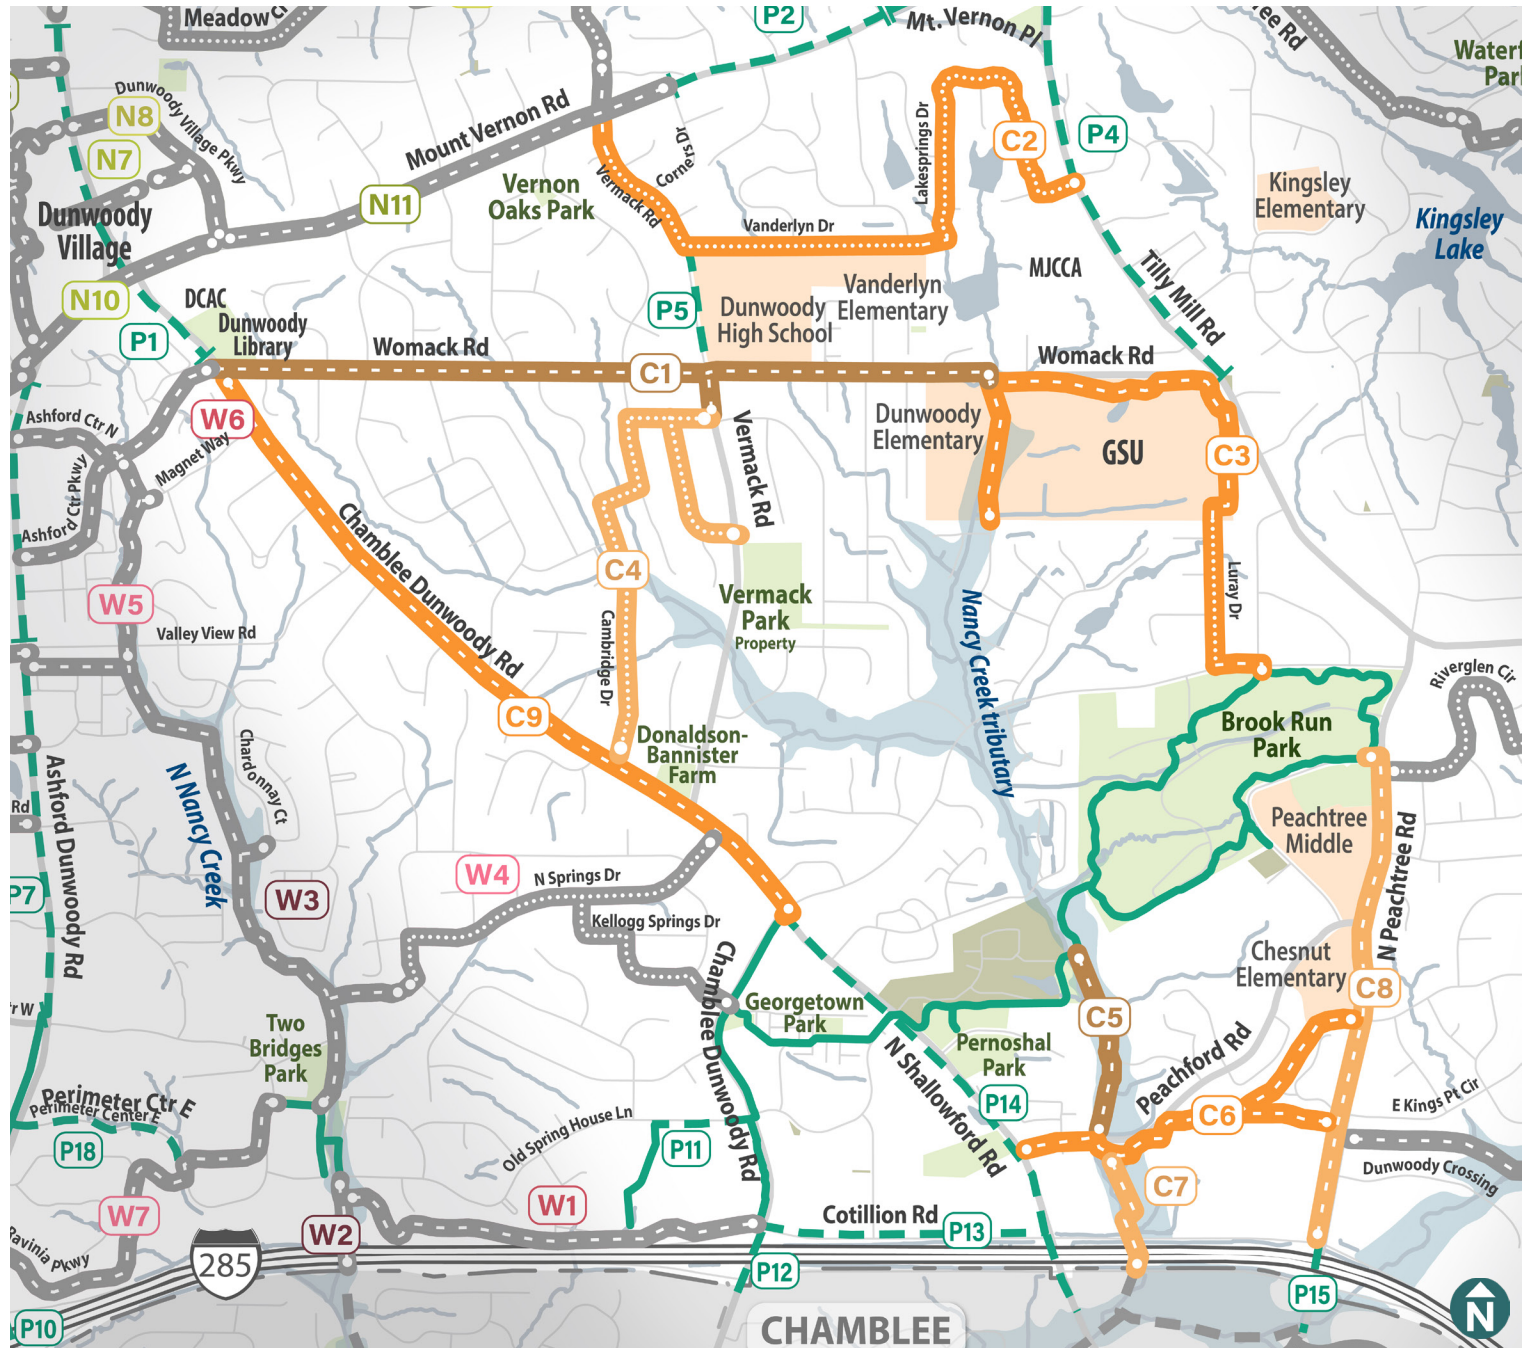 Meadow
P2
Mt. Vernon Pl
ree Rd
Waterf
Park
N8
Dunwoody Village Pkwy
N7
Mount Vernon Rd
Corners Dr
Lakesprings Dr
C2
P4
Kingsley
Elementary
Vernon
Oaks Park
Vermack Rd
N11
Dunwoody
Village
Vanderlyn Dr
Kingsley
Lake
MJCCA
Tilly Mill Rd
N10
DCAC
Dunwoody
Library
P5
Dunwoody
High School
Vanderlyn
Elementary
P1
Womack Rd
C1
Womack Rd
Ashford Ctr N
W6
Magnet Way
Ashford Ctr Pkwy
Vermack Rd
Dunwoody
Elementary
GSU
C3
Chamblee Dunwoody Rd
C4
Luray Dr
W5
Vermack
Park
Property
Valley View Rd
Cambridge Dr
Nancy Creek tributary
Riverglen Cir
C9
Brook Run
Park
Donaldson-
Bannister
Farm
Chardonnay Ct
N Nancy Creek
Ashford Dunwoody Rd
Rd
Peachtree
Middle
N Peachtree Rd
W4
N Springs Dr
P7
W3
Kellogg Springs Dr
Chesnut
Elementary
C8
Chamblee Dunwoody Rd
Georgetown
Park
tr W
Two
Bridges
Park
C5
Pernoshal
Park
N Shallowford Rd
Peachford Rd
P14
Perimeter Ctr E
Perimeter Center E
E Kings Pt Cir
C6
Old Spring House Ln
P11
P18
Dunwoody Crossing
C7
W7
W1
Cotillion Rd
P13
W2
Ravinia Pkwy
285
P12
P15
P10
CHAMBLEE
N